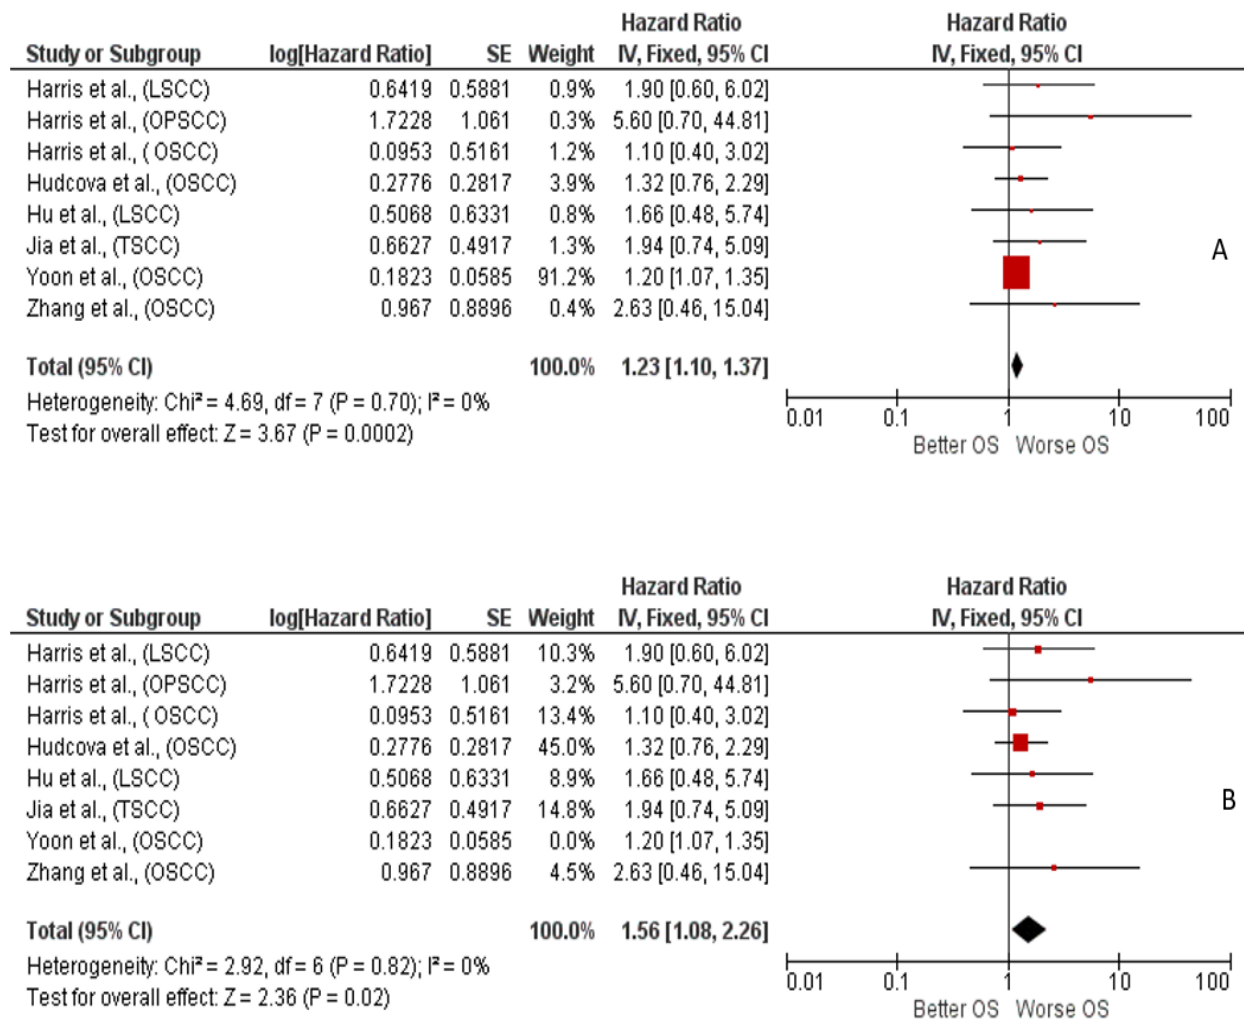 Hazard Ratio Hazard Ratio
Study or Subgroup log[Hazard Ratio] SE Weight IV, Fixed, 95% CI IV, Fixed, 95% CI
Harris et al., (LSCC) 0.6419 0.5881 0.9% 1.90 [0.60, 6.02]
Harris et al., (OPSCC) 1.7228 1.061 0.3% 5.60 [0.70, 44.81]
Harris et al., ( OSCC) 0.0953 0.5161 1.2% 1.10 [0.40, 3.02]
Hudcova et al., (OSCC) 0.2776 0.2817 3.9% 1.32 [0.76, 2.29]
Hu et al., (LSCC) 0.5068 0.6331 0.8% 1.66 [0.48, 5.74]
Jia et al., (TSCC) 0.6627 0.4917 1.3% 1.94 [0.74, 5.09]
A
Yoon et al., (OSCC) 0.1823 0.0585 91.2% 1.20 [1.07, 1.35]
Zhang et al., (OSCC) 0.967 0.8896 0.4% 2.63 [0.46, 15.04]
Total (95% CI) 100.0% 1.23 [1.10, 1.37]
Heterogeneity: Chi² = 4.69, df = 7 (P = 0.70); I² = 0%
Test for overall effect: Z = 3.67 (P = 0.0002)
0.01 0.1 1 10 100
Better OS Worse OS
Hazard Ratio Hazard Ratio
Study or Subgroup log[Hazard Ratio] SE Weight IV, Fixed, 95% CI IV, Fixed, 95% CI
Harris et al., (LSCC) 0.6419 0.5881 10.3% 1.90 [0.60, 6.02]
Harris et al., (OPSCC) 1.7228 1.061 3.2% 5.60 [0.70, 44.81]
Harris et al., ( OSCC) 0.0953 0.5161 13.4% 1.10 [0.40, 3.02]
Hudcova et al., (OSCC) 0.2776 0.2817 45.0% 1.32 [0.76, 2.29]
Hu et al., (LSCC) 0.5068 0.6331 8.9% 1.66 [0.48, 5.74]
Jia et al., (TSCC) 0.6627 0.4917 14.8% 1.94 [0.74, 5.09]
B
Yoon et al., (OSCC) 0.1823 0.0585 0.0% 1.20 [1.07, 1.35]
Zhang et al., (OSCC) 0.967 0.8896 4.5% 2.63 [0.46, 15.04]
Total (95% CI) 100.0% 1.56 [1.08, 2.26]
Heterogeneity: Chi² = 2.92, df = 6 (P = 0.82); I² = 0%
Test for overall effect: Z = 2.36 (P = 0.02)
0.01 0.1 1 10 100
Better OS Worse OS